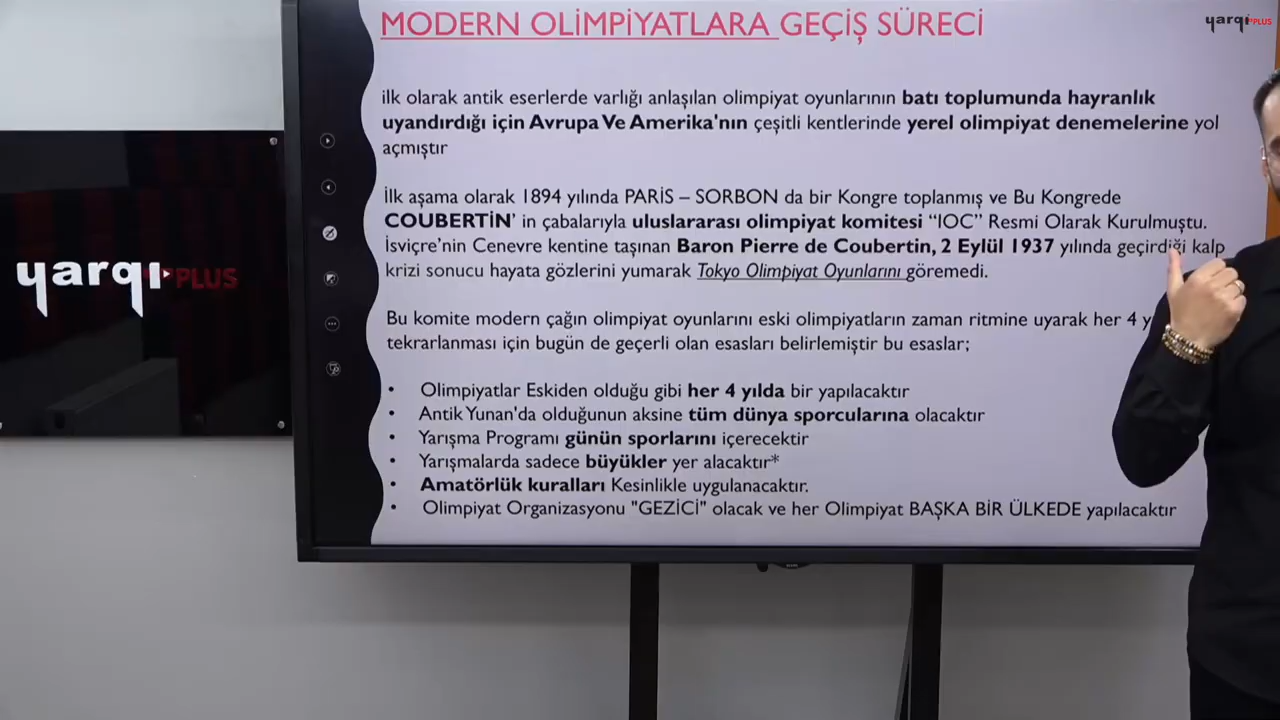 MODERN OLİMPİYATLARA GEÇİŞ SÜRECİ
yarqı PLUS
ilk olarak antik eserlerde varlığı anlaşılan olimpiyat oyunlarının batı toplumunda hayranlık
uyandırdığı için Avrupa Ve Amerika'nın çeşitli kentlerinde yerel olimpiyat denemelerine yol
açmıştır
İlk aşama olarak 1894 yılında PARİS – SORBON da bir Kongre toplanmış ve Bu Kongrede
COUBERTİN' in çabalarıyla uluslararası olimpiyat komitesi “IOC” Resmi Olarak Kurulmuştu.
İsviçre'nin Cenevre kentine taşınan Baron Pierre de Coubertin, 2 Eylül 1937 yılında geçirdiği kalp
krizi sonucu hayata gözlerini yumarak Tokyo Olimpiyat Oyunlarını göremedi.
yarqı PLUS
Bu komite modern çağın olimpiyat oyunlarını eski olimpiyatların zaman ritmine uyarak her 4 y
tekrarlanması için bugün de geçerli olan esasları belirlemiştir bu esaslar;
• Olimpiyatlar Eskiden olduğu gibi her 4 yılda bir yapılacaktır
• Antik Yunan'da olduğunun aksine tüm dünya sporcularına olacaktır
• Yarışma Programı günün sporlarını içerecektir
• Yarışmalarda sadece büyükler yer alacaktır*
• Amatörlük kuralları Kesinlikle uygulanacaktır.
• Olimpiyat Organizasyonu "GEZİCİ" olacak ve her Olimpiyat BAŞKA BİR ÜLKEDE yapılacaktır